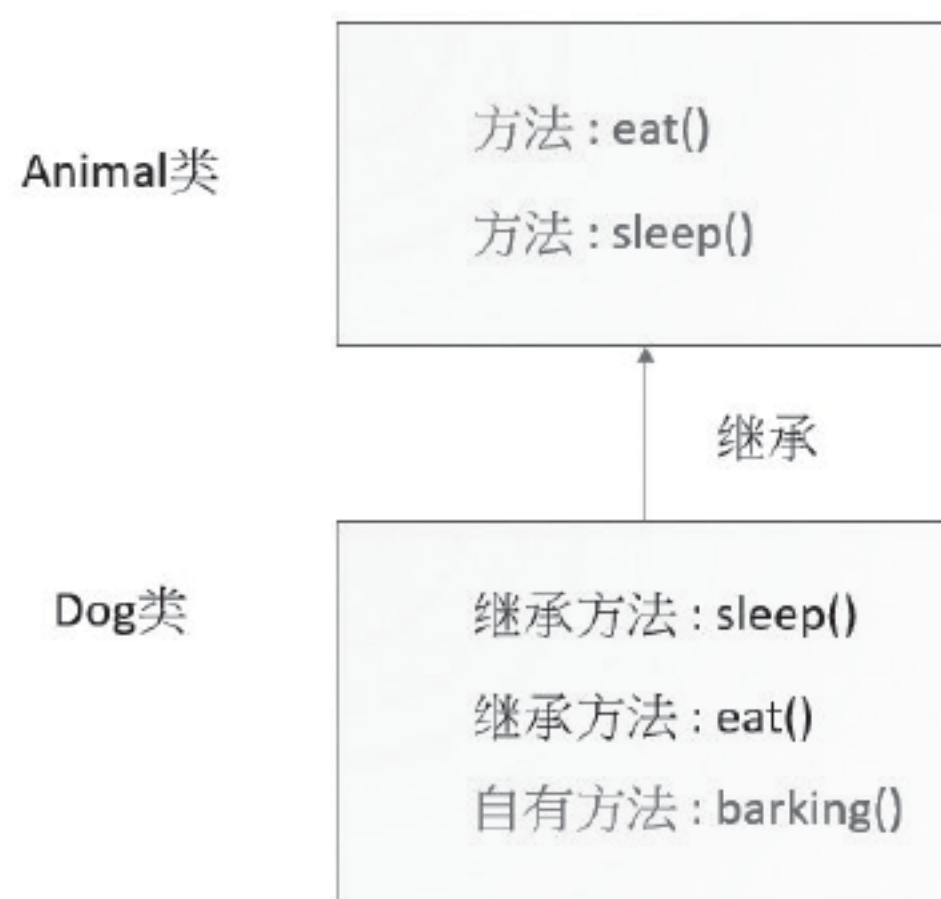 Animal类
方法 : eat()
方法 : sleep()
继承
Dog类
继承方法 : sleep()
继承方法 : eat()
自有方法 : barking()